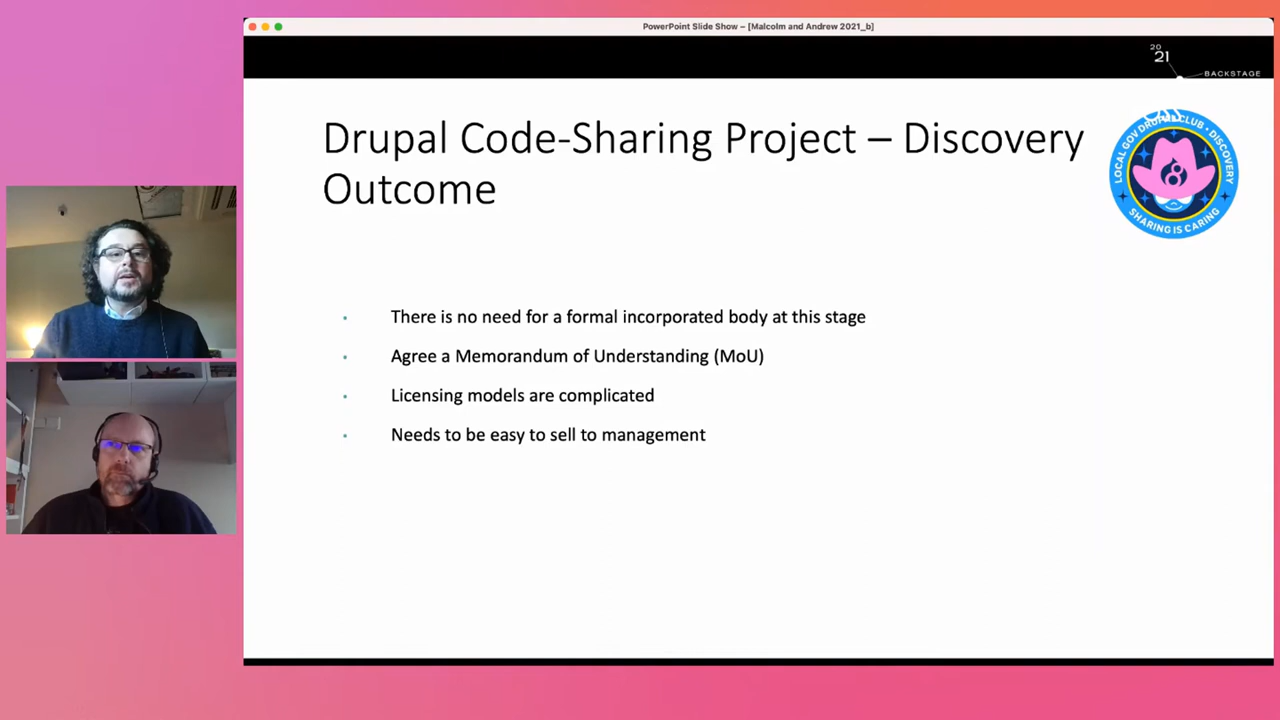 PowerPoint Slide Show – [Malcolm and Andrew 2021_b]
20
21
BACKSTAGE
Drupal Code-Sharing Project – Discovery
Outcome
LOCAL GOV DRUPAL CLUB • DISCOVERY
8
SHARING IS CARING
There is no need for a formal incorporated body at this stage
Agree a Memorandum of Understanding (MoU)
Licensing models are complicated
Needs to be easy to sell to management